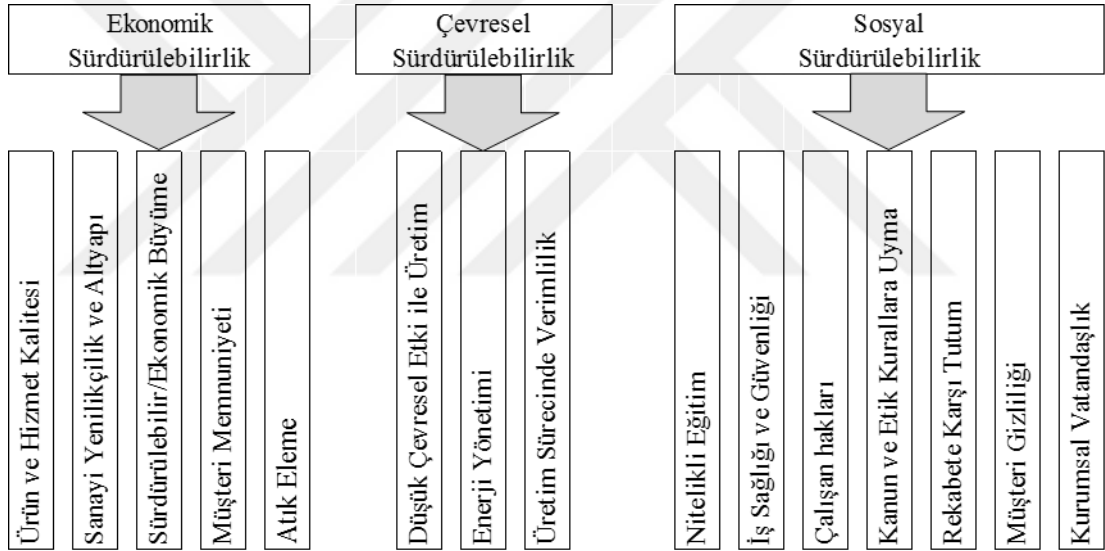 Ekonomik
Sürdürülebilirlik
Çevresel
Sürdürülebilirlik
Sosyal
Sürdürülebilirlik
Ürün ve Hizmet Kalitesi
Sanayi Yenilikçilik ve Altyapı
Sürdürülebilir/Ekonomik Büyüme
Müşteri Memnuniyeti
Atık Eleme
Düşük Çevresel Etki ile Üretim
Enerji Yönetimi
Üretim Sürecinde Verimlilik
Nitelikli Eğitim
İş Sağlığı ve Güvenliği
Çalışan hakları
Kanun ve Etik Kurallara Uyma
Rekabete Karşı Tutum
Müşteri Gizliliği
Kurumsal Vatandaşlık